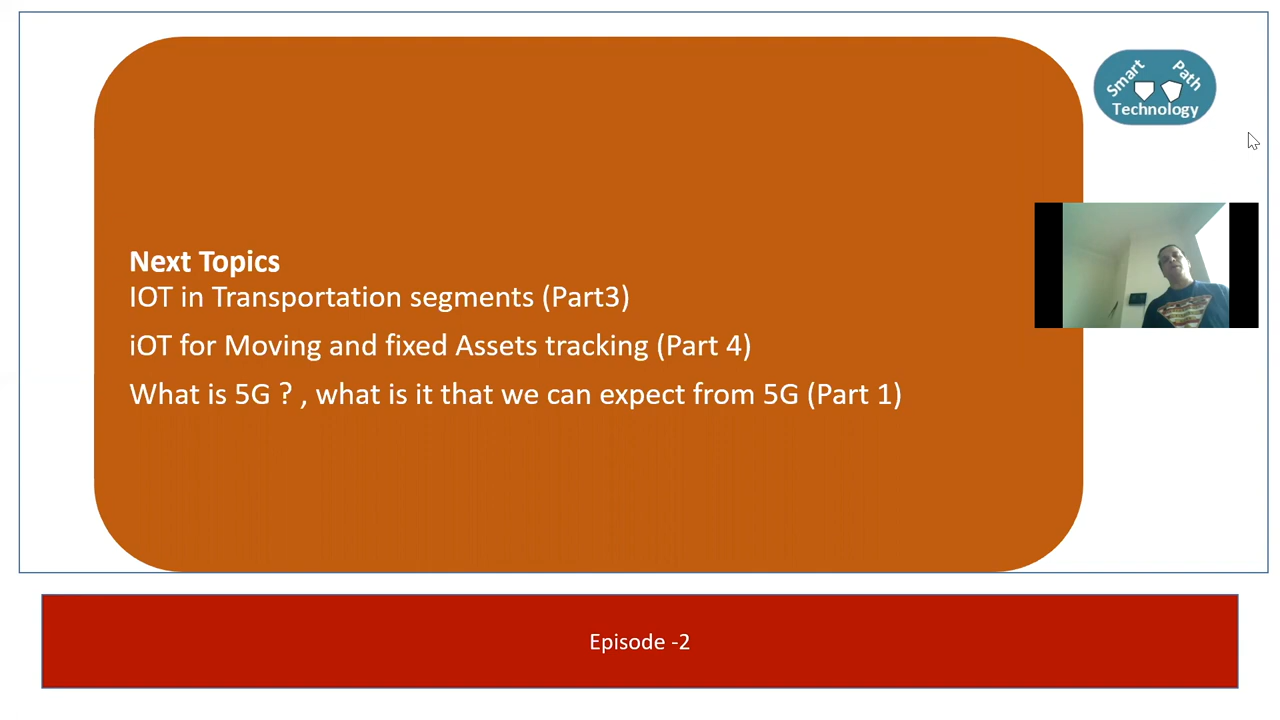 Smart Path
Technology
Next Topics
IOT in Transportation segments (Part3)
iOT for Moving and fixed Assets tracking (Part 4)
What is 5G ? , what is it that we can expect from 5G (Part 1)
Episode -2